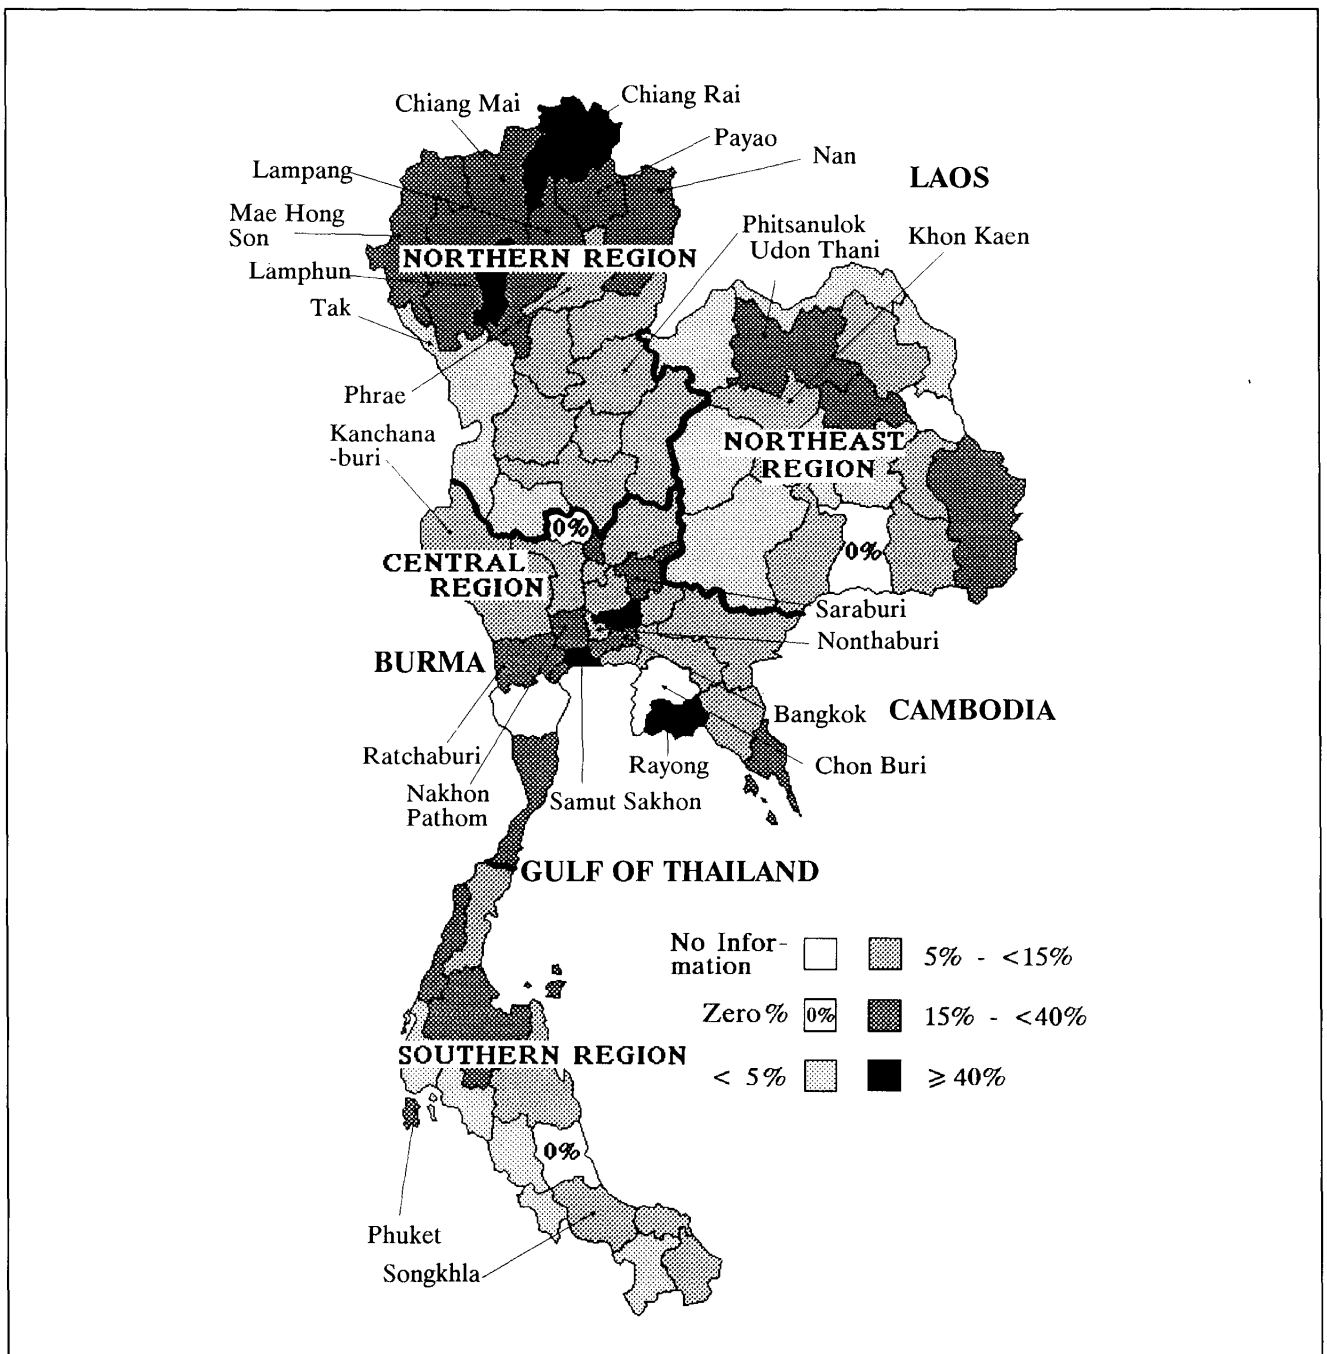 Chiang Mai
Chiang Rai
Payao
Nan
Lampang
LAOS
Mae Hong
Son
Phitsanulok
Udon Thani
Khon Kaen
NORTHERN REGION
Lamphun
Tak
Phrae
Kanchana
-buri
NORTHEAST
REGION
0%
0%
CENTRAL
REGION
Saraburi
Nonthaburi
BURMA
Bangkok
CAMBODIA
Ratchaburi
Rayong
Chon Buri
Nakhon
Pathom
Samut Sakhon
GULF OF THAILAND
No Infor-
mation
5% - <15%
Zero %
0%
15% - <40%
< 5%
⩾ 40%
SOUTHERN REGION
0%
Phuket
Songkhla